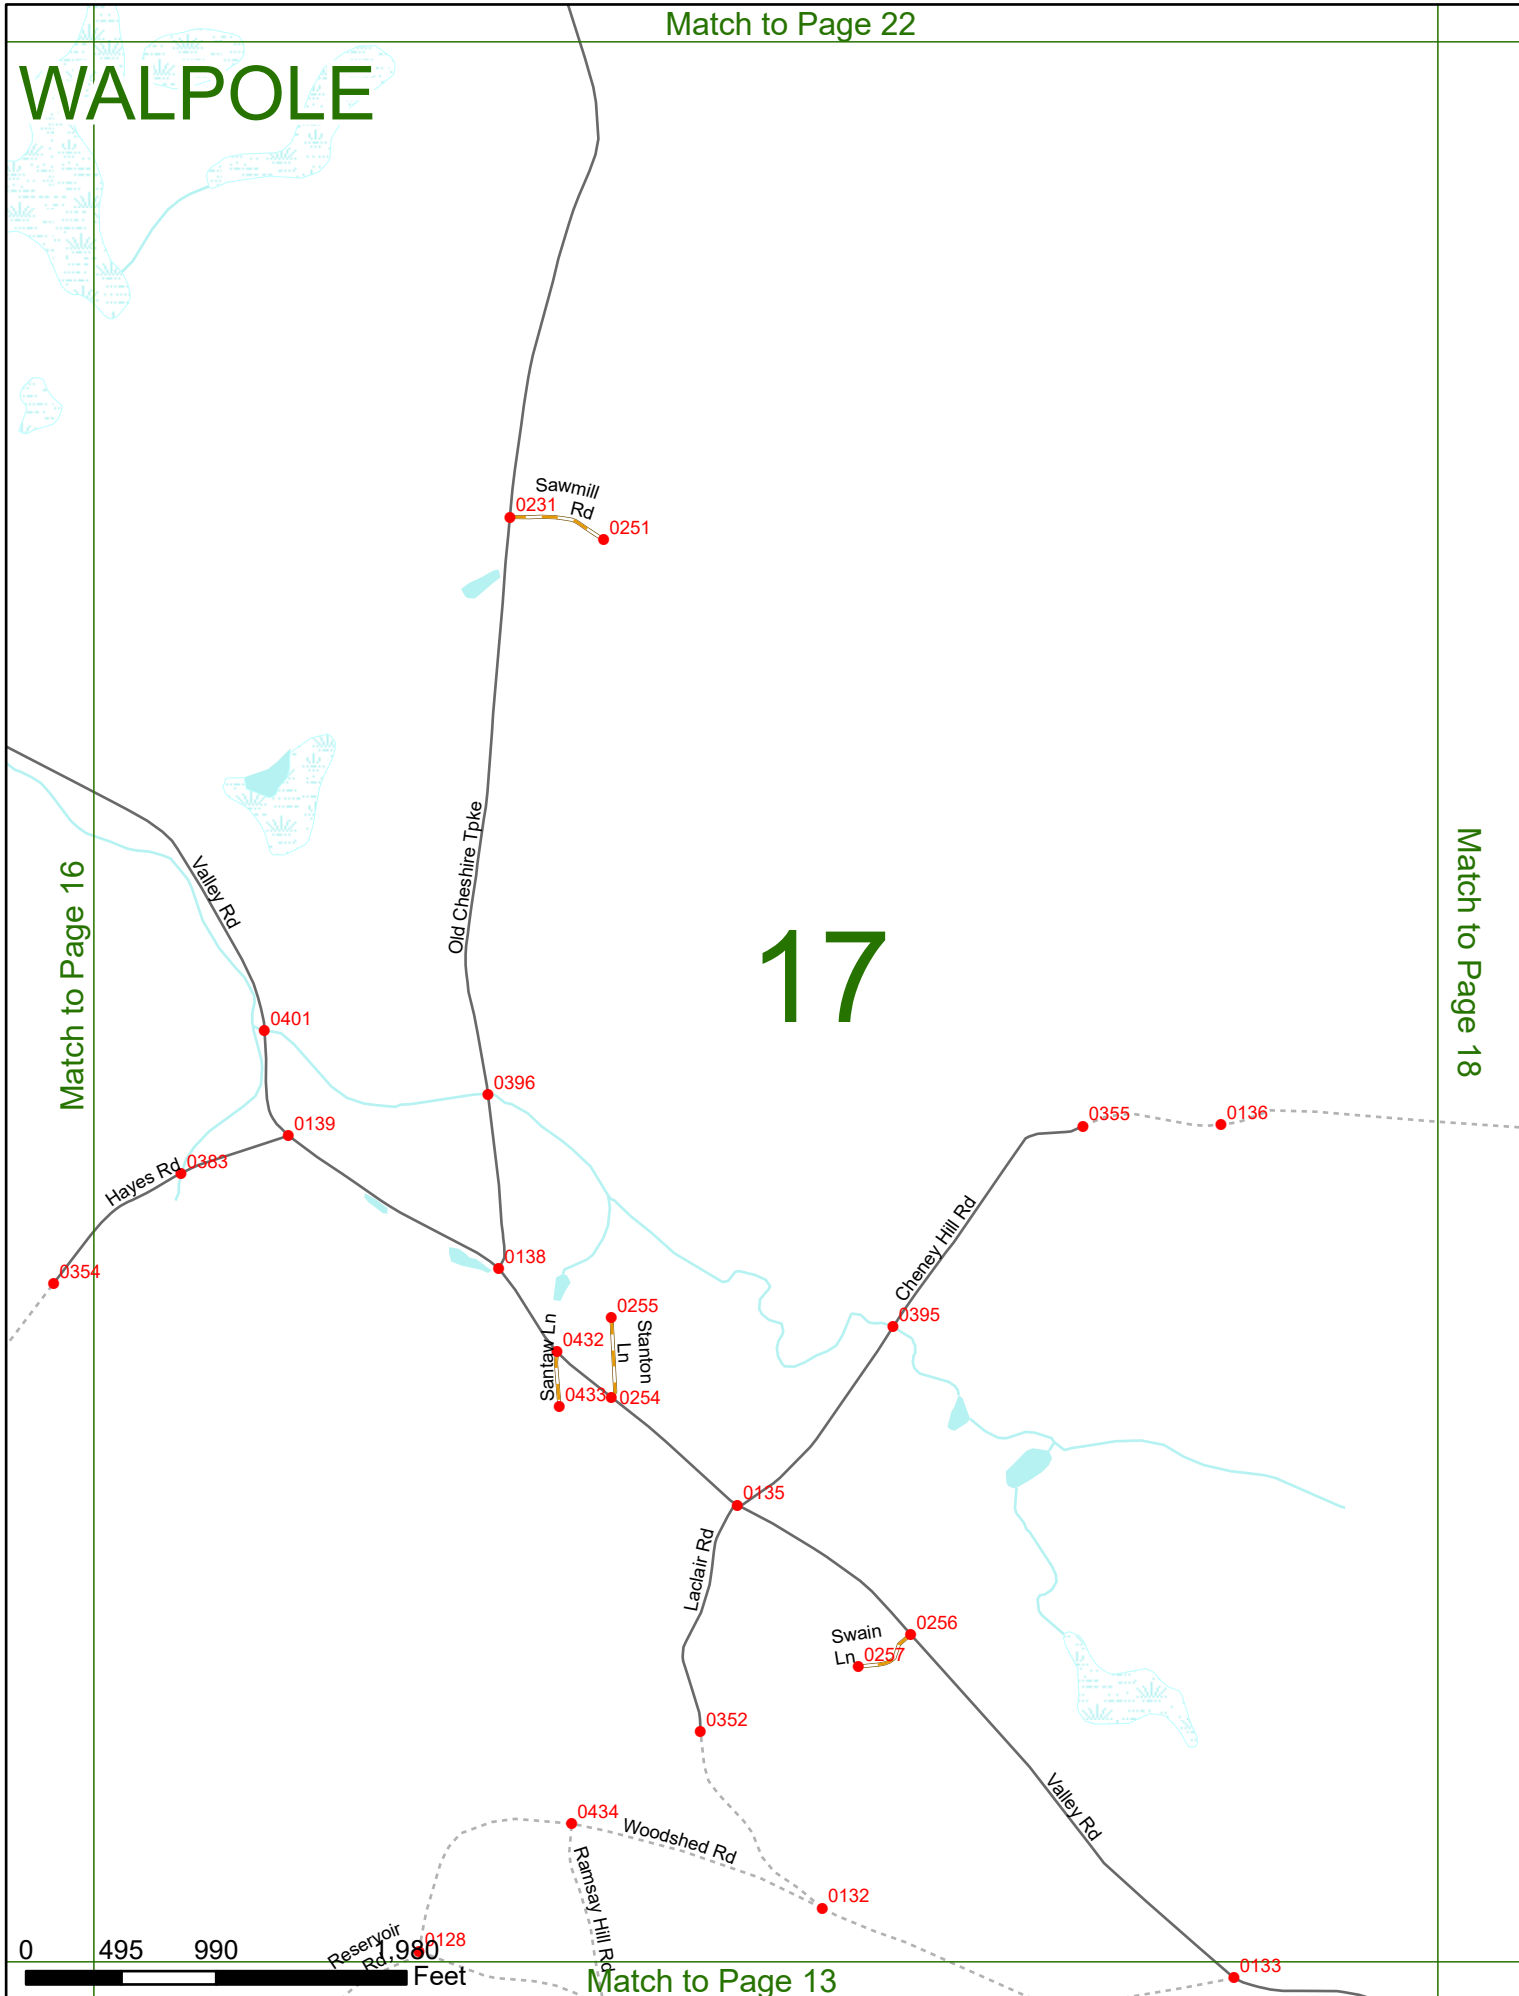 Match to Page 22
WALPOLE
Sawmill
Rd
0231
0251
Old Cheshire Tpke
Valley Rd
Match to Page 16
17
Match to Page 18
0401
0396
0139
0355
0136
0383
Hayes Rd
0354
0138
Cheney Hill Rd
0395
0255
Stanton
Ln
Santaw Ln
0432
0433
0254
0135
Laclair Rd
0256
Swain
Ln
0257
0352
Valley Rd
0434
Woodshed Rd
Ramsay Hill Rd
0132
Reservoir
Rd
0128
0133
0 495 990 1,980
Feet
Match to Page 13